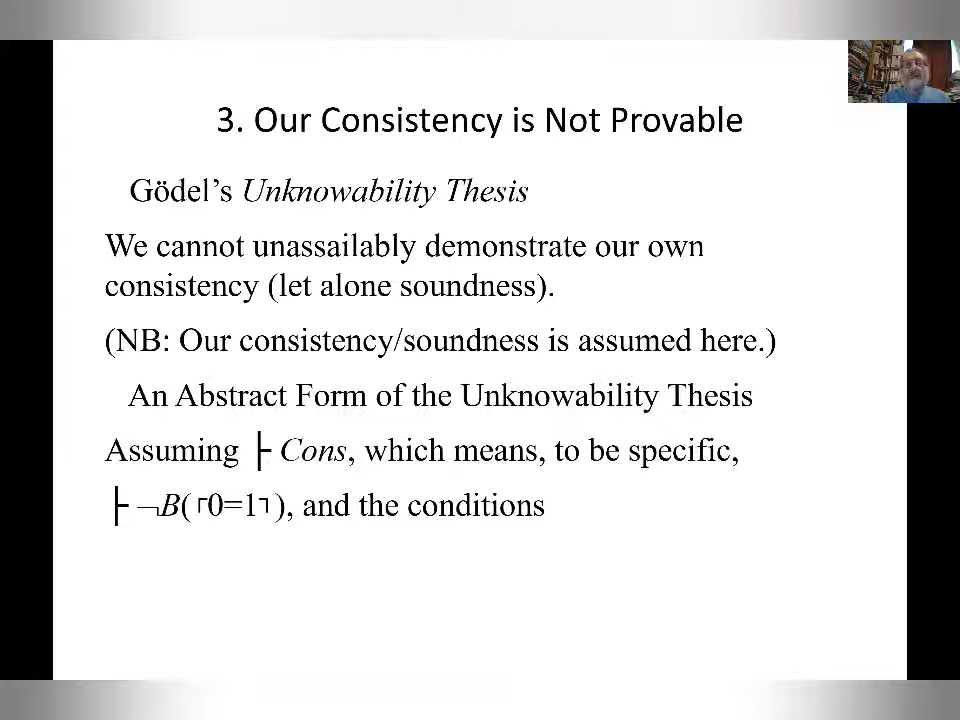 3. Our Consistency is Not Provable
Gödel’s Unknowability Thesis
We cannot unassailably demonstrate our own
consistency (let alone soundness).
(NB: Our consistency/soundness is assumed here.)
An Abstract Form of the Unknowability Thesis
Assuming ├ Cons, which means, to be specific,
├ ¬B(⌜0=1⌝), and the conditions